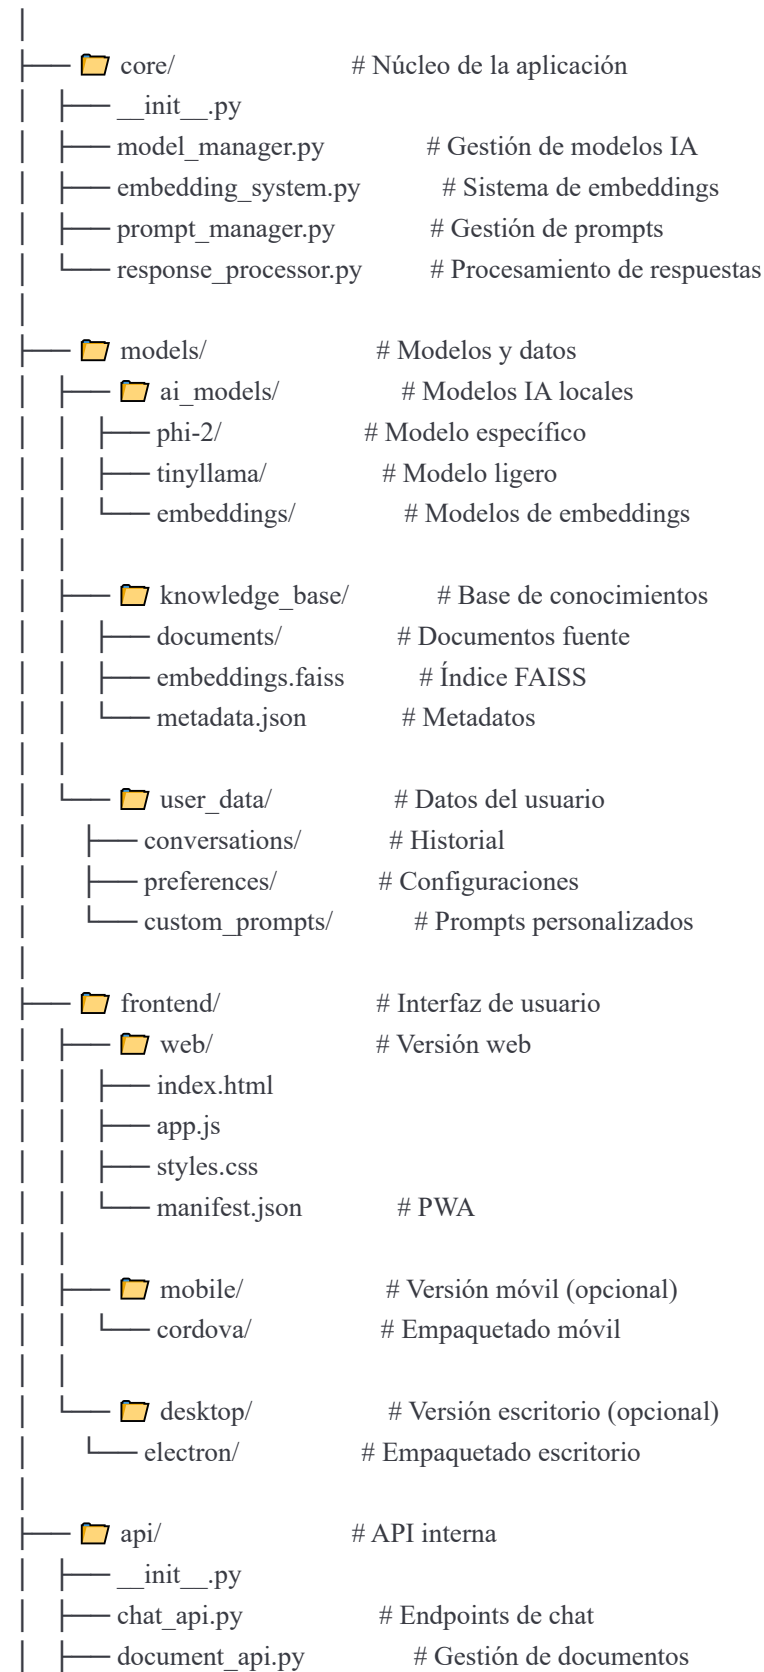 │
├── 📁 core/ # Núcleo de la aplicación
│ ├── __init__.py
│ ├── model_manager.py # Gestión de modelos IA
│ ├── embedding_system.py # Sistema de embeddings
│ ├── prompt_manager.py # Gestión de prompts
│ └── response_processor.py # Procesamiento de respuestas
│
├── 📁 models/ # Modelos y datos
│ ├── 📁 ai_models/ # Modelos IA locales
│ │ ├── phi-2/ # Modelo específico
│ │ ├── tinyllama/ # Modelo ligero
│ │ └── embeddings/ # Modelos de embeddings
│ │
│ ├── 📁 knowledge_base/ # Base de conocimientos
│ │ ├── documents/ # Documentos fuente
│ │ ├── embeddings.faiss # Índice FAISS
│ │ └── metadata.json # Metadatos
│ │
│ └── 📁 user_data/ # Datos del usuario
│ ├── conversations/ # Historial
│ ├── preferences/ # Configuraciones
│ └── custom_prompts/ # Prompts personalizados
│
├── 📁 frontend/ # Interfaz de usuario
│ ├── 📁 web/ # Versión web
│ │ ├── index.html
│ │ ├── app.js
│ │ ├── styles.css
│ │ └── manifest.json # PWA
│ │
│ ├── 📁 mobile/ # Versión móvil (opcional)
│ │ └── cordova/ # Empaquetado móvil
│ │
│ └── 📁 desktop/ # Versión escritorio (opcional)
│ └── electron/ # Empaquetado escritorio
│
├── 📁 api/ # API interna
│ ├── __init__.py
│ ├── chat_api.py # Endpoints de chat
│ ├── document_api.py # Gestión de documentos